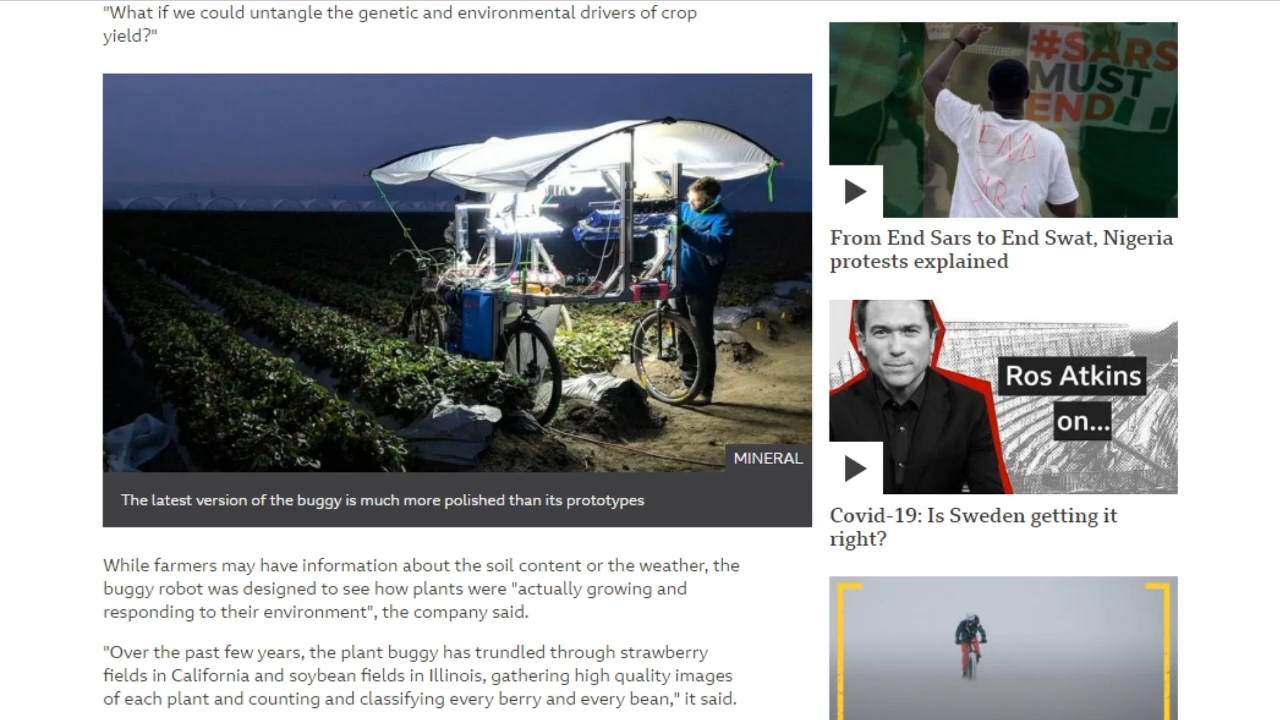 "What if we could untangle the genetic and environmental drivers of crop
yield?"
MINERAL
The latest version of the buggy is much more polished than its prototypes
While farmers may have information about the soil content or the weather, the
buggy robot was designed to see how plants were "actually growing and
responding to their environment", the company said.
"Over the past few years, the plant buggy has trundled through strawberry
fields in California and soybean fields in Illinois, gathering high quality images
of each plant and counting and classifying every berry and every bean," it said.
#SARS
MUST
END
END
SARS
From End Sars to End Swat, Nigeria
protests explained
Ros Atkins
on...
Covid-19: Is Sweden getting it
right?